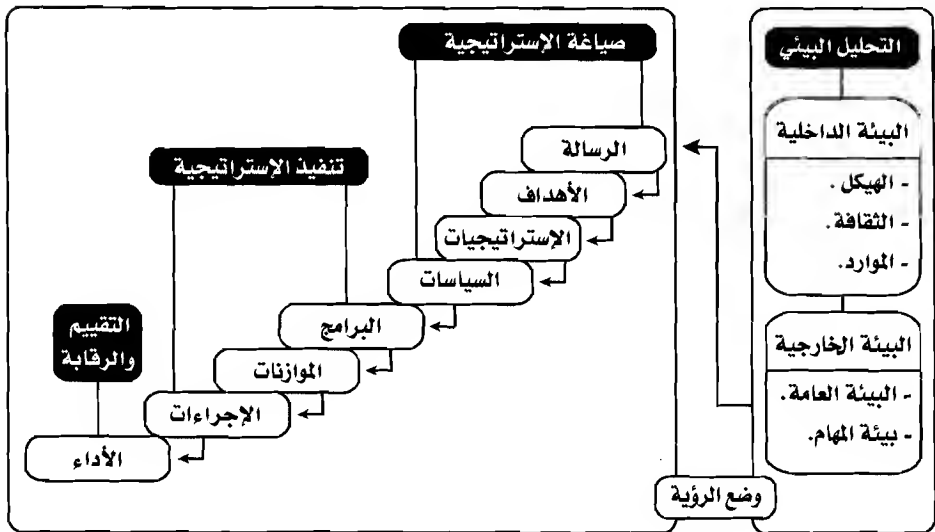 التحليل البيئي
البيئة الداخلية
- الهيكل.
- الثقافة.
- الموارد.
البيئة الخارجية
- البيئة العامة.
- بيئة المهام.
وضع الرؤية
صياغة الإستراتيجية
الرسالة
الأهداف
الإستراتيجيات
السياسات
تنفيذ الإستراتيجية
البرامج
الموازنات
الإجراءات
التقييم
والرقابة
الأداء